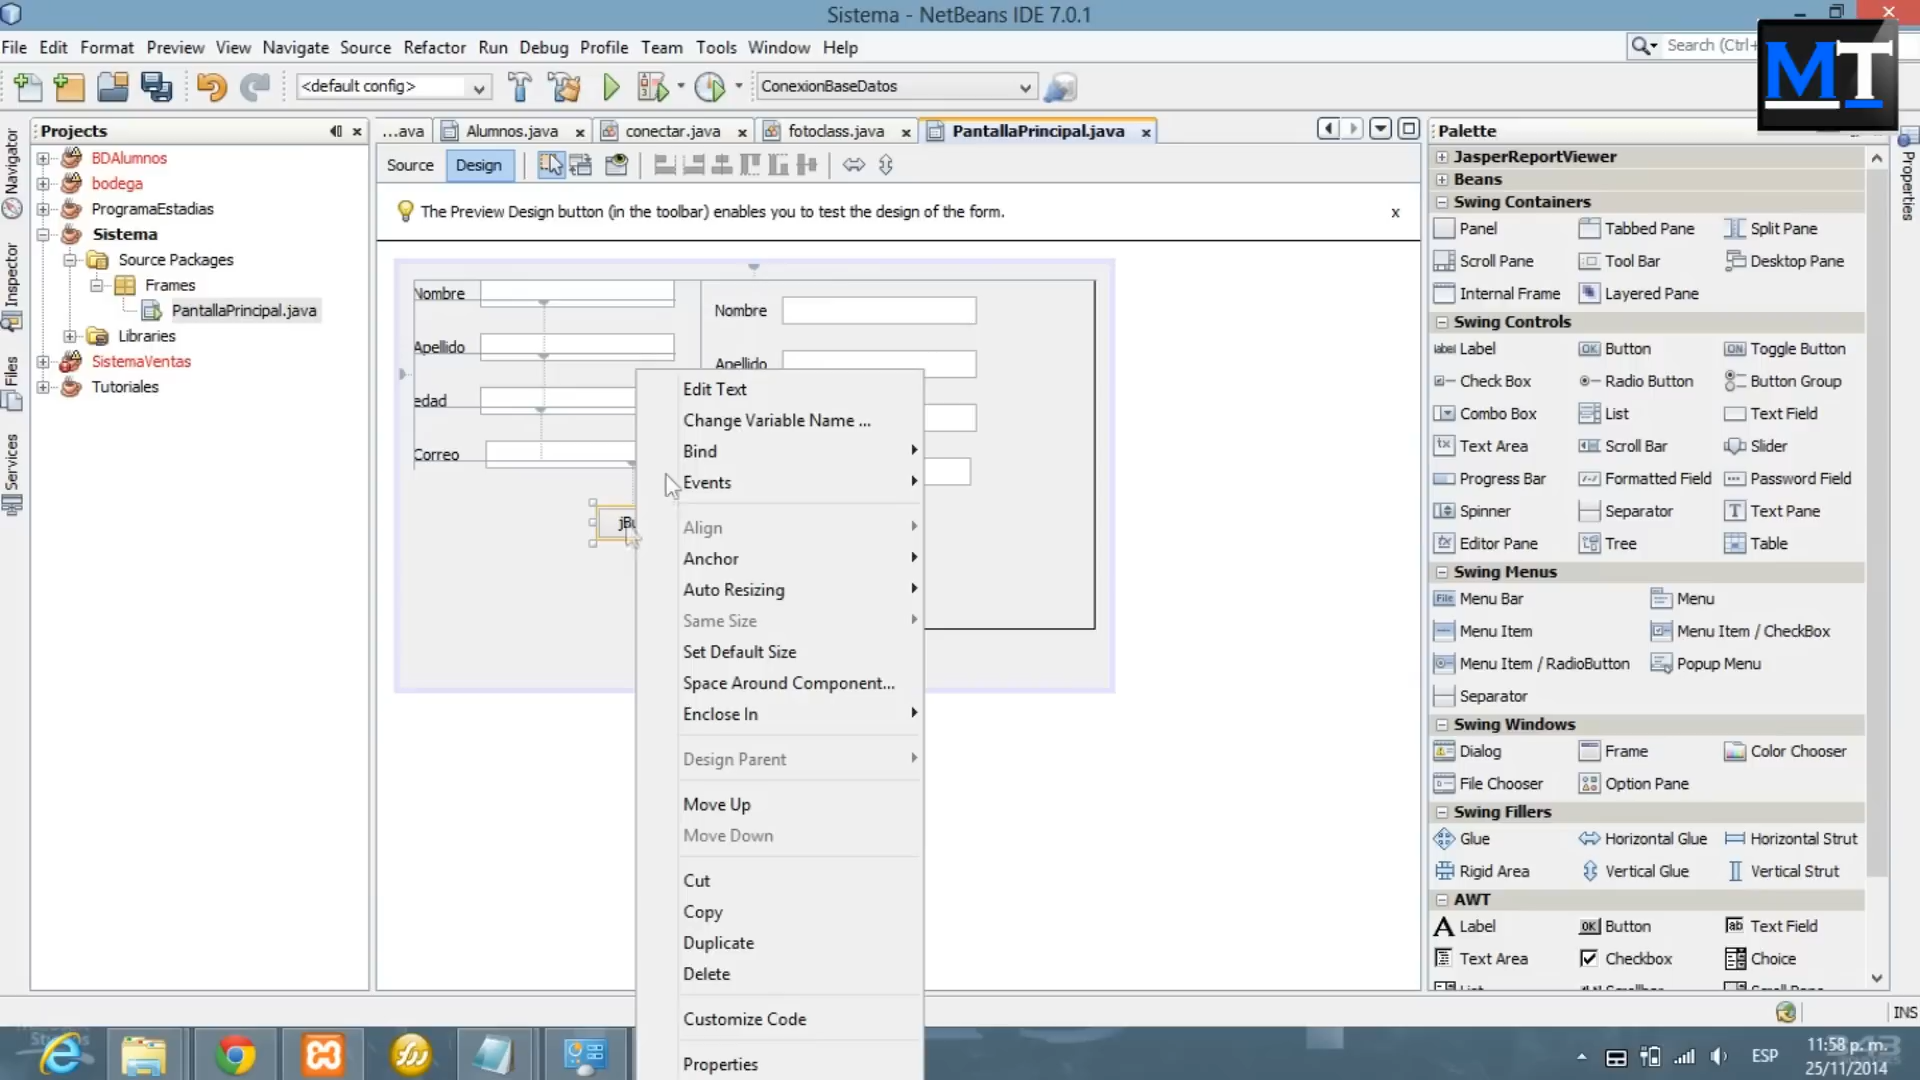 Sistema - NetBeans IDE 7.0.1
File Edit Format Preview View Navigate Source Refactor Run Debug Profile Team Tools Window Help
Search (Ctrl+
MT
<default config>
ConexionBaseDatos
Projects
...ava
Alumnos.java
conectar.java
fotoclass.java
PantallaPrincipal.java
Palette
Navigator
Inspector
Files
Services
Properties
BDAlumnos
bodega
ProgramaEstadias
Sistema
Source Packages
Frames
PantallaPrincipal.java
Libraries
SistemaVentas
Tutoriales
Source Design
The Preview Design button (in the toolbar) enables you to test the design of the form.
x
Nombre
Apellido
edad
Correo
jBu
Nombre
Apellido
Edit Text
Change Variable Name ...
Bind
Events
Align
Anchor
Auto Resizing
Same Size
Set Default Size
Space Around Component...
Enclose In
Design Parent
Move Up
Move Down
Cut
Copy
Duplicate
Delete
Customize Code
Properties
JasperReportViewer
Beans
Swing Containers
Panel Tabbed Pane Split Pane
Scroll Pane Tool Bar Desktop Pane
Internal Frame Layered Pane
Swing Controls
label Label OK Button ON Toggle Button
Check Box Radio Button Button Group
Combo Box List Text Field
Text Area Scroll Bar Slider
Progress Bar Formatted Field Password Field
Spinner Separator Text Pane
Editor Pane Tree Table
Swing Menus
File Menu Bar Menu
Menu Item Menu Item / CheckBox
Menu Item / RadioButton Popup Menu
Separator
Swing Windows
Dialog Frame Color Chooser
File Chooser Option Pane
Swing Fillers
Glue Horizontal Glue Horizontal Strut
Rigid Area Vertical Glue Vertical Strut
AWT
A Label OK Button ab Text Field
Text Area Checkbox Choice
INS
ESP
11:58 p. m.
25/11/2014